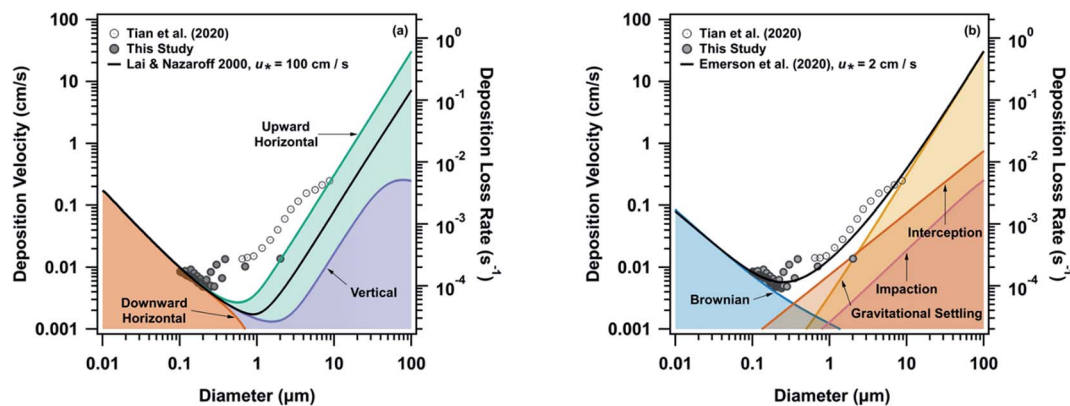 (a)
Tian et al. (2020)
This Study
Lai & Nazaroff 2000, u* = 100 cm / s
Upward
Horizontal
Vertical
Downward
Horizontal
100
10
1
0.1
0.01
0.001
Deposition Velocity (cm/s)
10⁰
10⁻¹
10⁻²
10⁻³
10⁻⁴
Deposition Loss Rate (s⁻¹)
0.01 0.1 1 10 100
Diameter (μm)
(b)
Tian et al. (2020)
This Study
Emerson et al. (2020), u* = 2 cm / s
Interception
Brownian
Impaction
Gravitational Settling
100
10
1
0.1
0.01
0.001
Deposition Velocity (cm/s)
10⁰
10⁻¹
10⁻²
10⁻³
10⁻⁴
Deposition Loss Rate (s⁻¹)
0.01 0.1 1 10 100
Diameter (μm)